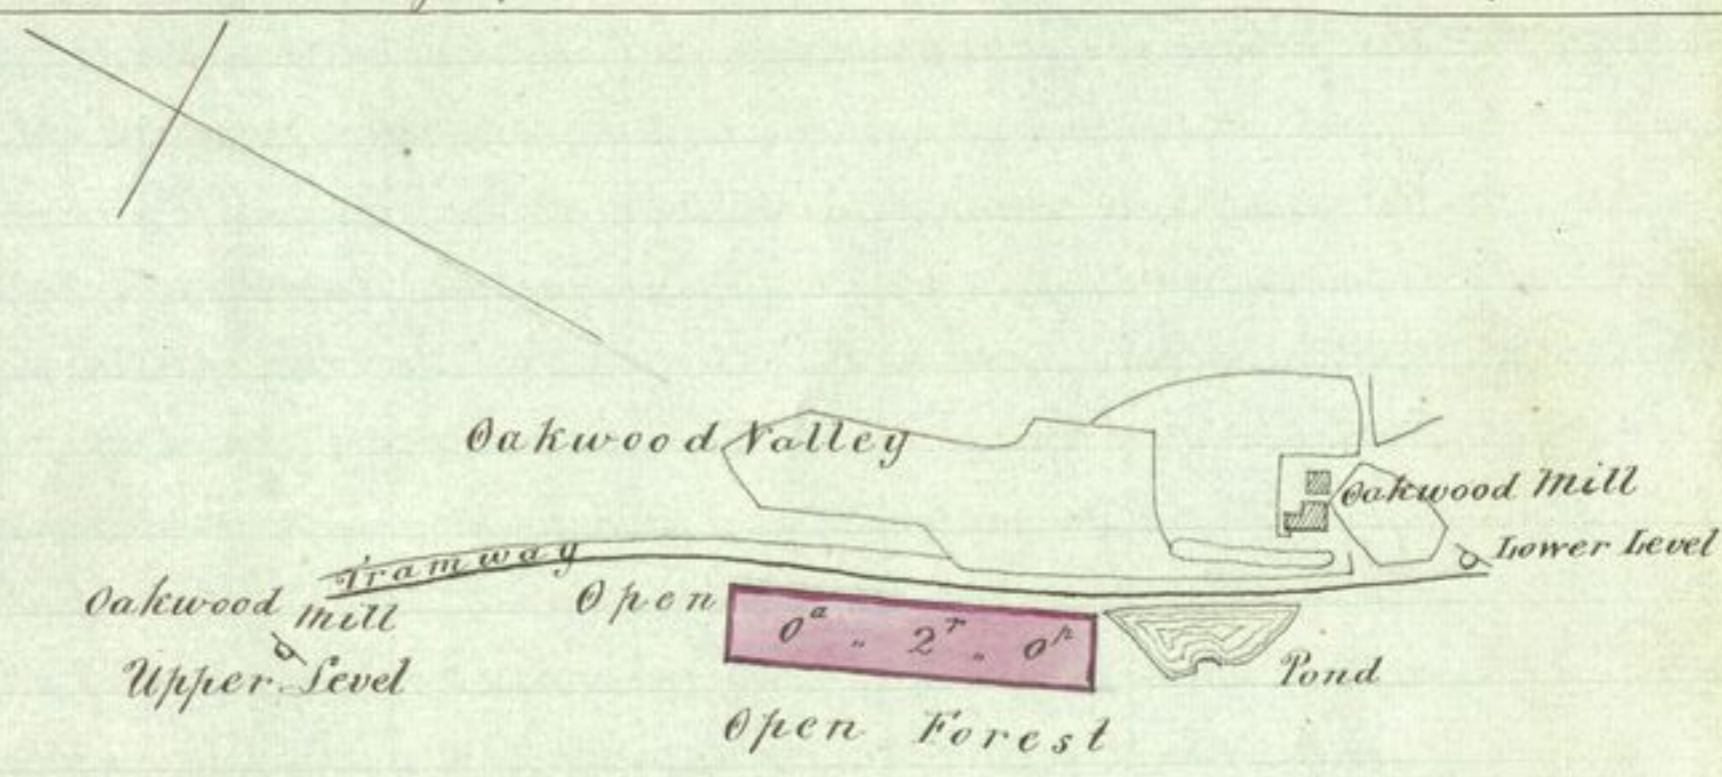 Oakwood Valley
Oakwood Mill
Lower Level
Tramway
Oakwood Mill
Upper Level
Open
0ᵃ „ 2ʳ „ 0ᵖ
Pond
Open Forest